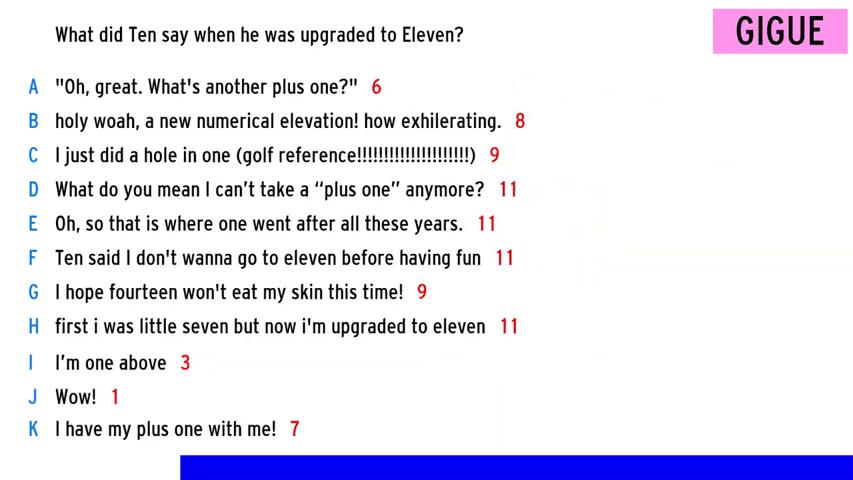 What did Ten say when he was upgraded to Eleven?
GIGUE
A "Oh, great. What's another plus one?" 6
B holy woah, a new numerical elevation! how exhilerating. 8
C I just did a hole in one (golf reference!!!!!!!!!!!!!!!!!!!!!) 9
D What do you mean I can’t take a “plus one” anymore? 11
E Oh, so that is where one went after all these years. 11
F Ten said I don't wanna go to eleven before having fun 11
G I hope fourteen won't eat my skin this time! 9
H first i was little seven but now i'm upgraded to eleven 11
I I’m one above 3
J Wow! 1
K I have my plus one with me! 7